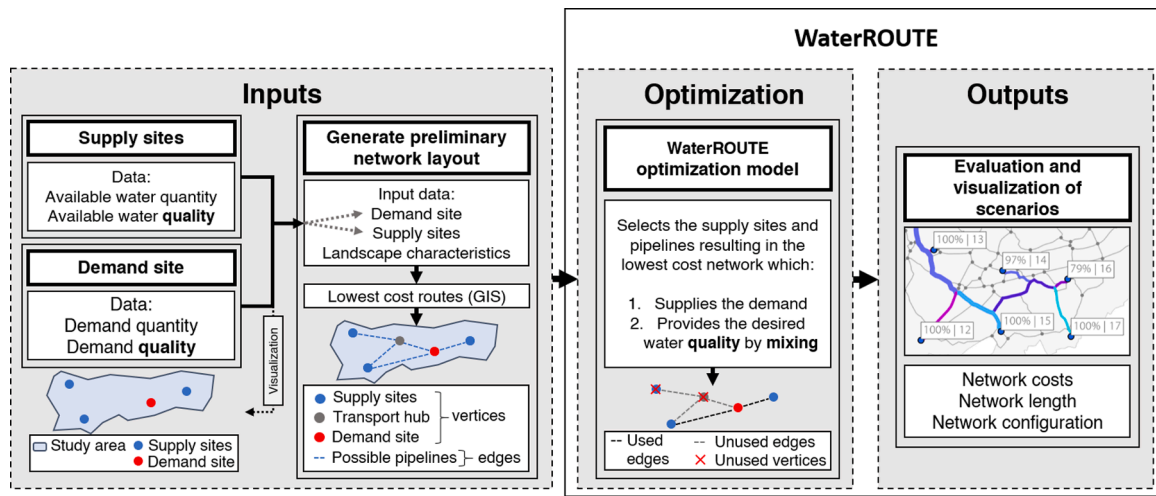 WaterROUTE
Inputs
Supply sites
Data:
Available water quantity
Available water quality
Demand site
Data:
Demand quantity
Demand quality
Visualization
Study area
Supply sites
Demand site
Generate preliminary
network layout
Input data:
Demand site
Supply sites
Landscape characteristics
Lowest cost routes (GIS)
Supply sites
Transport hub
Demand site
vertices
Possible pipelines
edges
Optimization
WaterROUTE
optimization model
Selects the supply sites and
pipelines resulting in the
lowest cost network which:
1. Supplies the demand
2. Provides the desired
water quality by mixing
Used
edges
Unused edges
Unused vertices
Outputs
Evaluation and
visualization of
scenarios
100% | 13
97% | 14
79% | 16
100% | 12
100% | 15
100% | 17
Network costs
Network length
Network configuration